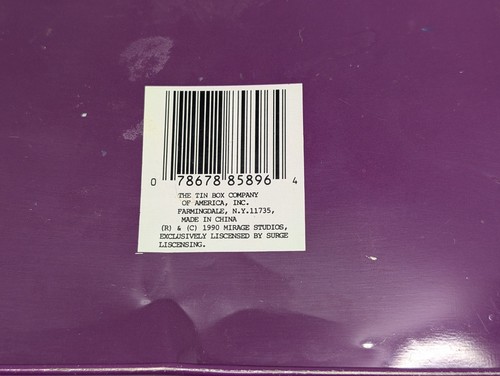 0 78678 85896 4
THE TIN BOX COMPANY
OF AMERICA, INC.
FARMINGDALE, N.Y.11735,
MADE IN CHINA
(R) & (C) 1990 MIRAGE STUDIOS,
EXCLUSIVELY LISCENSED BY SURGE
LISCENSING.